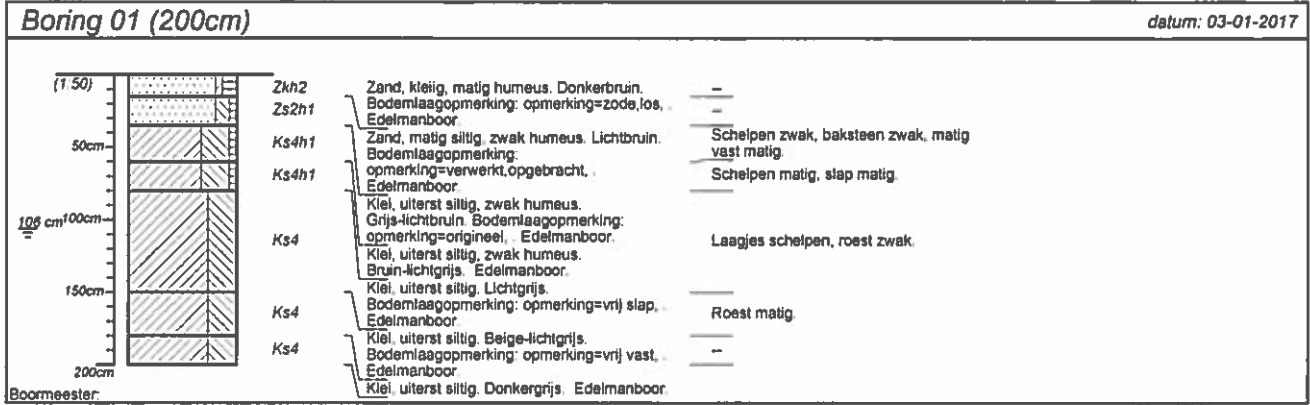 Boring 01 (200cm)
datum: 03-01-2017
(1:50)
50cm
106 cm
100cm
150cm
200cm
Zkh2
Zs2h1
Ks4h1
Ks4h1
Ks4
Ks4
Ks4
Zand, kleiig, matig humeus. Donkerbruin.
Bodemlaagopmerking: opmerking=zode,los, .
Edelmanboor.
Zand, matig siltig, zwak humeus. Lichtbruin.
Bodemlaagopmerking:
opmerking=verwerkt,opgebracht, .
Edelmanboor.
Klei, uiterst siltig, zwak humeus.
Grijs-lichtbruin. Bodemlaagopmerking:
opmerking=origineel, . Edelmanboor.
Klei, uiterst siltig, zwak humeus.
Bruin-lichtgrijs. Edelmanboor.
Klei, uiterst siltig. Lichtgrijs.
Bodemlaagopmerking: opmerking=vrij slap, .
Edelmanboor.
Klei, uiterst siltig. Beige-lichtgrijs.
Bodemlaagopmerking: opmerking=vrij vast, .
Edelmanboor.
Klei, uiterst siltig. Donkergrijs. Edelmanboor.
-
-
Schelpen zwak, baksteen zwak, matig
vast matig.
Schelpen matig, slap matig.
Laagjes schelpen, roest zwak.
Roest matig.
-
Boormeester: